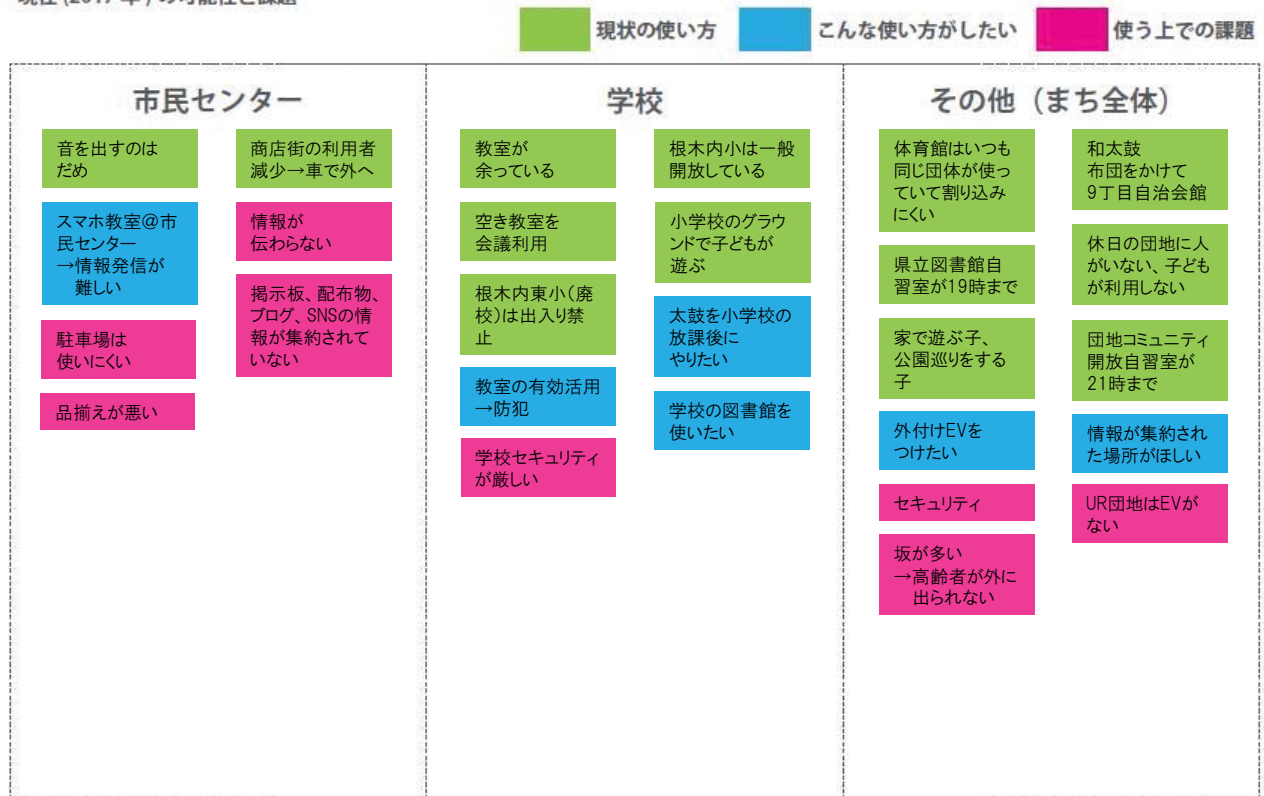 現在 (2017 年) の可能性と課題
現状の使い方
こんな使い方がしたい
使う上での課題
市民センター
音を出すのは
だめ
スマホ教室@市
民センター
→情報発信が
難しい
駐車場は
使いにくい
品揃えが悪い
商店街の利用者
減少→車で外へ
情報が
伝わらない
掲示板、配布物、
ブログ、SNSの情
報が集約されて
いない
学校
教室が
余っている
空き教室を
会議利用
根木内東小(廃
校)は出入り禁
止
教室の有効活用
→防犯
学校セキュリティ
が厳しい
根木内小は一般
開放している
小学校のグラウ
ンドで子どもが
遊ぶ
太鼓を小学校の
放課後に
やりたい
学校の図書館を
使いたい
その他（まち全体）
体育館はいつも
同じ団体が使っ
ていて割り込み
にくい
県立図書館自
習室が19時まで
家で遊ぶ子、
公園巡りをする
子
外付けEVを
つけたい
セキュリティ
坂が多い
→高齢者が外に
出られない
和太鼓
布団をかけて
9丁目自治会館
休日の団地に人
がいない、子ども
が利用しない
団地コミュニティ
開放自習室が
21時まで
情報が集約され
た場所がほしい
UR団地はEVが
ない